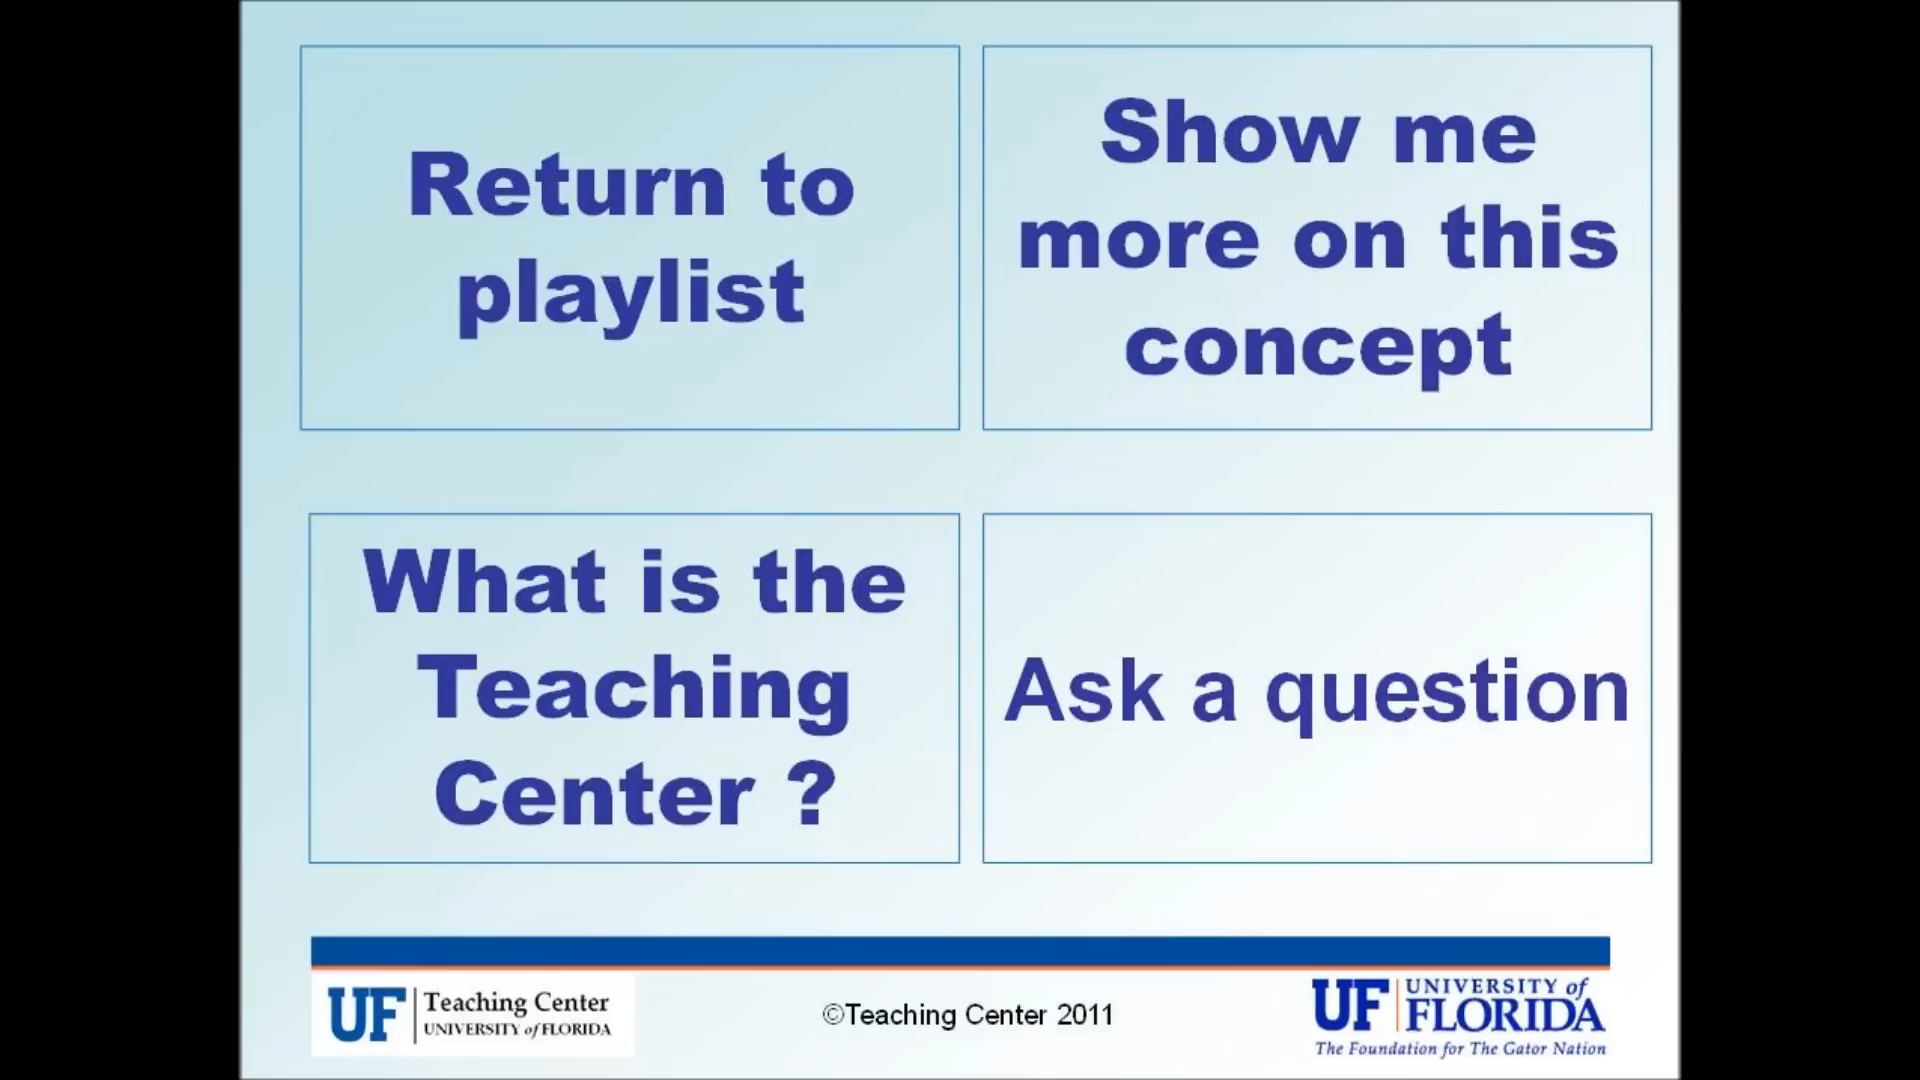 Return to
playlist
Show me
more on this
concept
What is the
Teaching
Center ?
Ask a question
UF Teaching Center
UNIVERSITY of FLORIDA
©Teaching Center 2011
UF UNIVERSITY of
FLORIDA
The Foundation for The Gator Nation